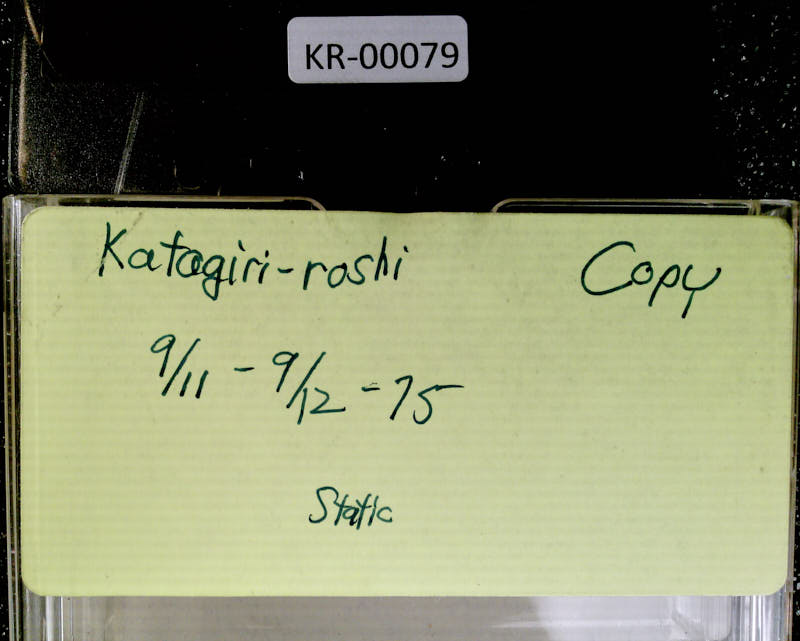 KR-00079
Katagiri-roshi Copy
9/11 - 9/12 - 75
Static